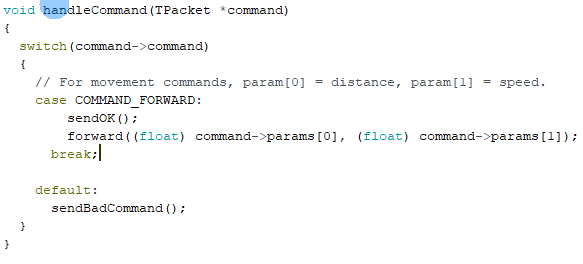 void handleCommand(TPacket *command)
{
  switch(command->command)
  {
    // For movement commands, param[0] = distance, param[1] = speed.
    case COMMAND_FORWARD:
        sendOK();
        forward((float) command->params[0], (float) command->params[1]);
      break;

    default:
      sendBadCommand();
  }
}